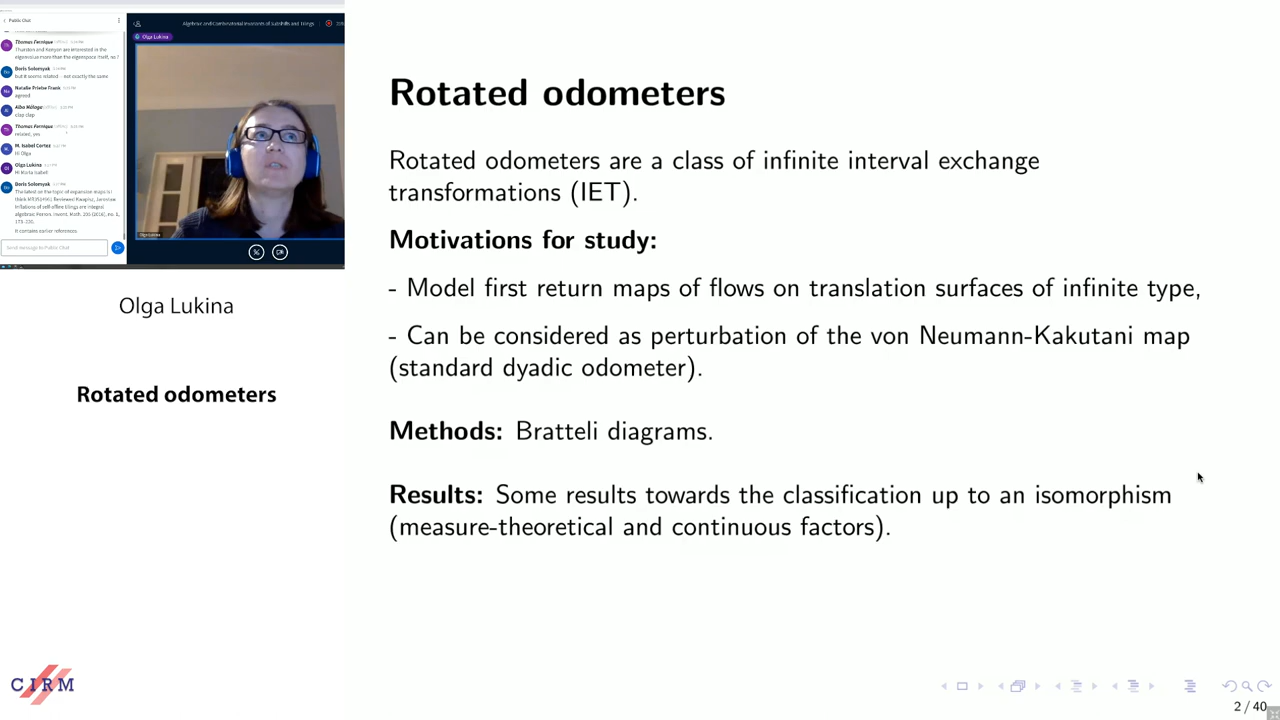 Public Chat
Algebraic and Combinatorial Invariants of Subshifts and Tilings
Olga Lukina
Thomas Fernique
Thurston and Kenyon are interested in the
eigenvalue more than the eigenspace itself, no ?
Boris Solomyak
but it seems related - not exactly the same
Natalie Priebe Frank
agreed
Alba Málaga
clap clap
Thomas Fernique
related, yes
M. Isabel Cortez
Hi Olga
Olga Lukina
Hi Maria Isabel!
Boris Solomyak
The latest on the topic of expansion maps is I
think
inflations of self-affine tilings are integral
algebraic Perron. Invent. Math. 205 (2016), no. 1,
173–220.
It contains earlier references.
Send message to Public Chat
Olga Lukina
Olga Lukina
Rotated odometers
CIRM
Rotated odometers
Rotated odometers are a class of infinite interval exchange
transformations (IET).
Motivations for study:
- Model first return maps of flows on translation surfaces of infinite type,
- Can be considered as perturbation of the von Neumann-Kakutani map
(standard dyadic odometer).
Methods: Bratteli diagrams.
Results: Some results towards the classification up to an isomorphism
(measure-theoretical and continuous factors).
2 / 40